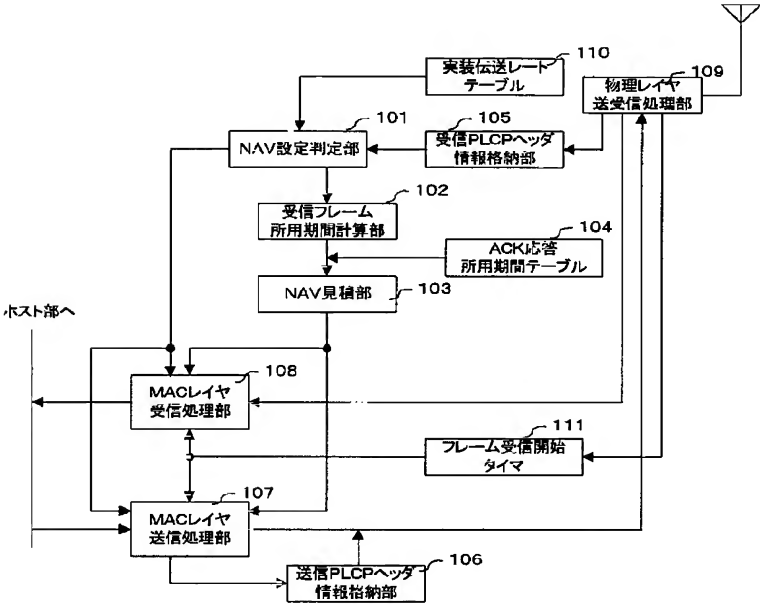 110
実装伝送レート
テーブル
109
物理レイヤ
送受信処理部
101
NAV設定判定部
105
受信PLCPヘッダ
情報格納部
102
受信フレーム
所用期間計算部
104
ACK応答
所用期間テーブル
103
NAV見積部
ホスト部へ
108
MACレイヤ
受信処理部
111
フレーム受信開始
タイマ
107
MACレイヤ
送信処理部
106
送信PLCPヘッダ
情報格納部